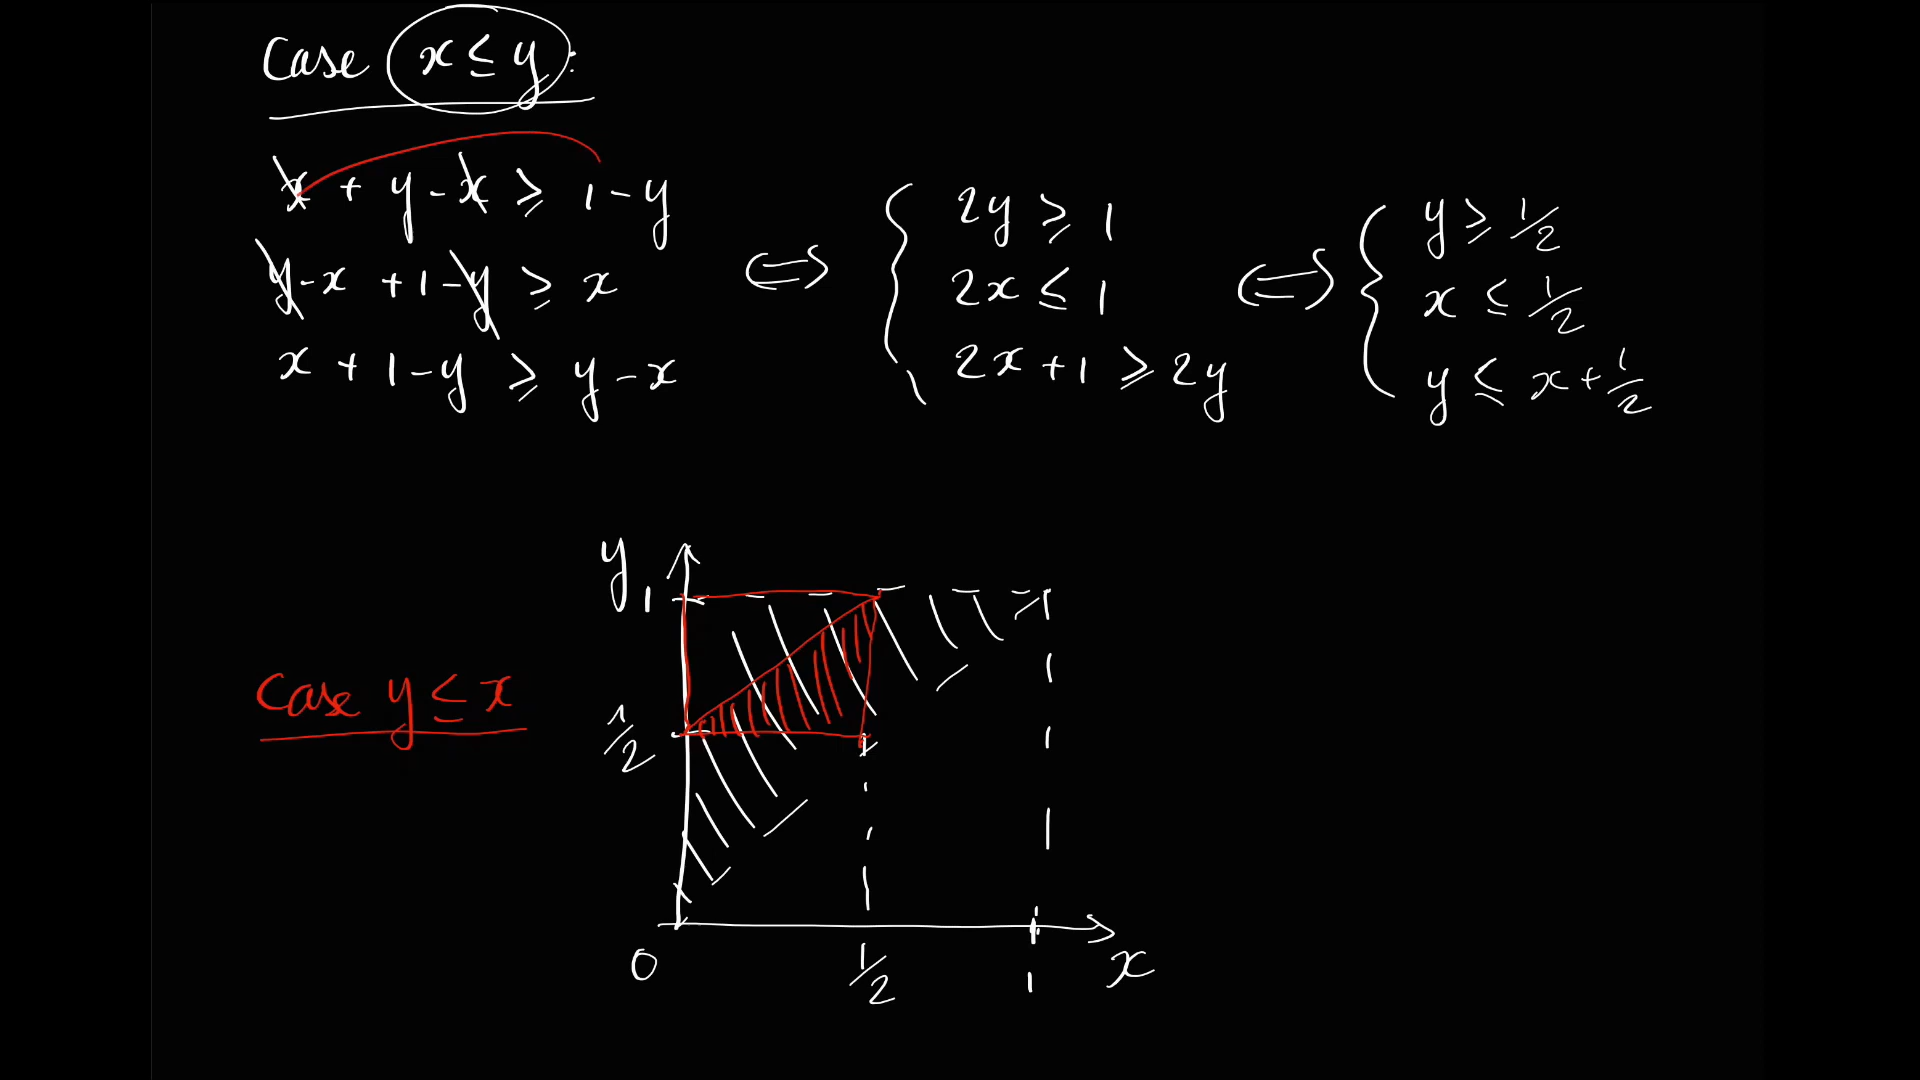 Case x ≤ y :
x + y - x ⩾ 1 - y
y - x + 1 - y ⩾ x
x + 1 - y ⩾ y - x
⇔ { 2y ⩾ 1
2x ≤ 1
2x + 1 ⩾ 2y
⇔ { y ⩾ 1/2
x ≤ 1/2
y ≤ x + 1/2
Case y ≤ x
y
1
1/2
0
1/2
1
x